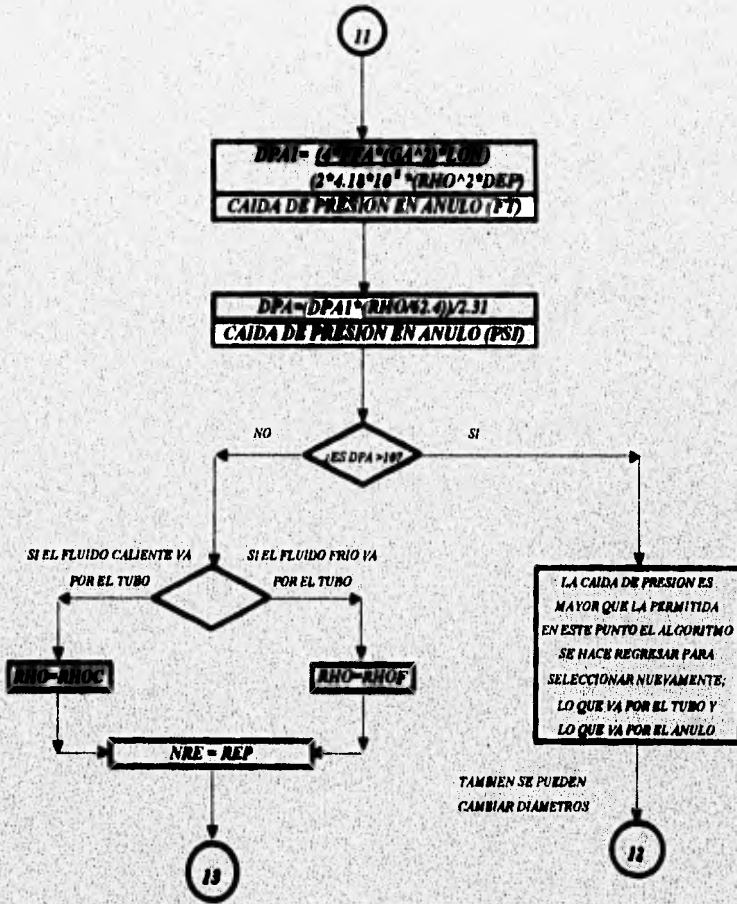 11
DPA1= (4*FFA*(GA^2)*LON)
(2*4.18*10^8*(RHO^2*DEP)
CAIDA DE PRESION EN ANULO (FT)
DPA=(DPA1*(RHO/62.4))/2.31
CAIDA DE PRESION EN ANULO (PSI)
NO
SI
¿ES DPA >10?
SI EL FLUIDO CALIENTE VA
POR EL TUBO
SI EL FLUIDO FRIO VA
POR EL TUBO
RHO=RHOC
RHO=RHOF
NRE = REP
13
LA CAIDA DE PRESION ES
MAYOR QUE LA PERMITIDA
EN ESTE PUNTO EL ALGORITMO
SE HACE REGRESAR PARA
SELECCIONAR NUEVAMENTE;
LO QUE VA POR EL TUBO Y
LO QUE VA POR EL ANULO
TAMBIEN SE PUEDEN
CAMBIAR DIAMETROS
12